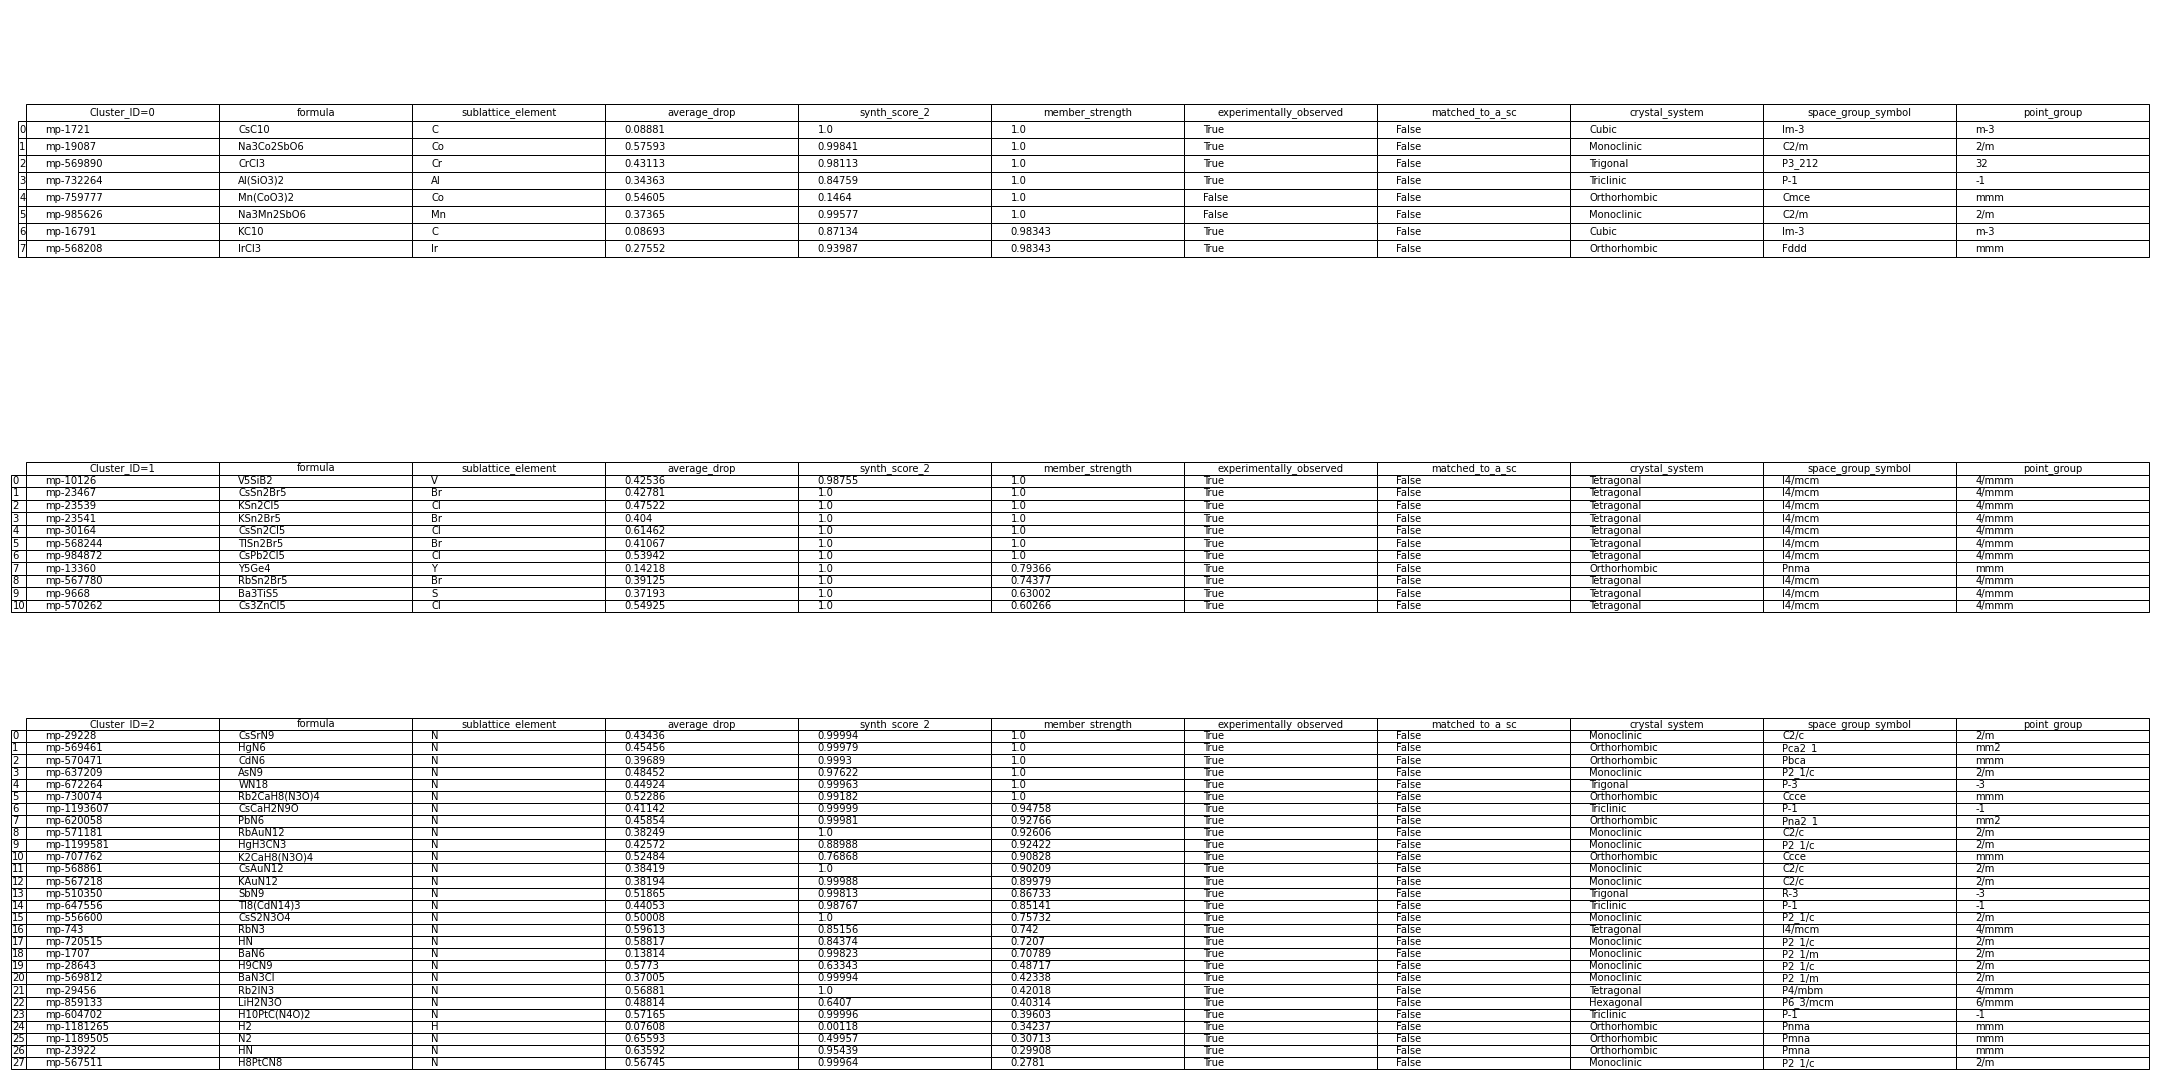 Cluster_ID=0 formula sublattice_element average_drop synth_score_2 member_strength experimentally_observed matched_to_a_sc crystal_system space_group_symbol point_group
0 mp-1721 CsC10 C 0.08881 1.0 1.0 True False Cubic Im-3 m-3
1 mp-19087 Na3Co2SbO6 Co 0.57593 0.99841 1.0 True False Monoclinic C2/m 2/m
2 mp-569890 CrCl3 Cr 0.43113 0.98113 1.0 True False Trigonal P3_212 32
3 mp-732264 Al(SiO3)2 Al 0.34363 0.84759 1.0 True False Triclinic P-1 -1
4 mp-759777 Mn(CoO3)2 Co 0.54605 0.1464 1.0 False False Orthorhombic Cmce mmm
5 mp-985626 Na3Mn2SbO6 Mn 0.37365 0.99577 1.0 False False Monoclinic C2/m 2/m
6 mp-16791 KC10 C 0.08693 0.87134 0.98343 True False Cubic Im-3 m-3
7 mp-568208 IrCl3 Ir 0.27552 0.93987 0.98343 True False Orthorhombic Fddd mmm
Cluster_ID=1 formula sublattice_element average_drop synth_score_2 member_strength experimentally_observed matched_to_a_sc crystal_system space_group_symbol point_group
0 mp-10126 V5SiB2 V 0.42536 0.98755 1.0 True False Tetragonal I4/mcm 4/mmm
1 mp-23467 CsSn2Br5 Br 0.42781 1.0 1.0 True False Tetragonal I4/mcm 4/mmm
2 mp-23539 KSn2Cl5 Cl 0.47522 1.0 1.0 True False Tetragonal I4/mcm 4/mmm
3 mp-23541 KSn2Br5 Br 0.404 1.0 1.0 True False Tetragonal I4/mcm 4/mmm
4 mp-30164 CsSn2Cl5 Cl 0.61462 1.0 1.0 True False Tetragonal I4/mcm 4/mmm
5 mp-568244 TlSn2Br5 Br 0.41067 1.0 1.0 True False Tetragonal I4/mcm 4/mmm
6 mp-984872 CsPb2Cl5 Cl 0.53942 1.0 1.0 True False Tetragonal I4/mcm 4/mmm
7 mp-13360 Y5Ge4 Y 0.14218 1.0 0.79366 True False Orthorhombic Pnma mmm
8 mp-567780 RbSn2Br5 Br 0.39125 1.0 0.74377 True False Tetragonal I4/mcm 4/mmm
9 mp-9668 Ba3TiS5 S 0.37193 1.0 0.63002 True False Tetragonal I4/mcm 4/mmm
10 mp-570262 Cs3ZnCl5 Cl 0.54925 1.0 0.60266 True False Tetragonal I4/mcm 4/mmm
Cluster_ID=2 formula sublattice_element average_drop synth_score_2 member_strength experimentally_observed matched_to_a_sc crystal_system space_group_symbol point_group
0 mp-29228 CsSrN9 N 0.43436 0.99994 1.0 True False Monoclinic C2/c 2/m
1 mp-569461 HgN6 N 0.45456 0.99979 1.0 True False Orthorhombic Pca2_1 mm2
2 mp-570471 CdN6 N 0.39689 0.9993 1.0 True False Orthorhombic Pbca mmm
3 mp-637209 AsN9 N 0.48452 0.97622 1.0 True False Monoclinic P2_1/c 2/m
4 mp-672264 WN18 N 0.44924 0.99963 1.0 True False Trigonal P-3 -3
5 mp-730074 Rb2CaH8(N3O)4 N 0.52286 0.99182 1.0 True False Orthorhombic Ccce mmm
6 mp-1193607 CsCaH2N9O N 0.41142 0.99999 0.94758 True False Triclinic P-1 -1
7 mp-620058 PbN6 N 0.45854 0.99981 0.92766 True False Orthorhombic Pna2_1 mm2
8 mp-571181 RbAuN12 N 0.38249 1.0 0.92606 True False Monoclinic C2/c 2/m
9 mp-1199581 HgH3CN3 N 0.42572 0.88988 0.92422 True False Monoclinic P2_1/c 2/m
10 mp-707762 K2CaH8(N3O)4 N 0.52484 0.76868 0.90828 True False Orthorhombic Ccce mmm
11 mp-568861 CsAuN12 N 0.38419 1.0 0.90209 True False Monoclinic C2/c 2/m
12 mp-567218 KAuN12 N 0.38194 0.99988 0.89979 True False Monoclinic C2/c 2/m
13 mp-510350 SbN9 N 0.51865 0.99813 0.86733 True False Trigonal R-3 -3
14 mp-647556 Tl8(CdN14)3 N 0.44053 0.98767 0.85141 True False Triclinic P-1 -1
15 mp-556600 CsS2N3O4 N 0.50008 1.0 0.75732 True False Monoclinic P2_1/c 2/m
16 mp-743 RbN3 N 0.59613 0.85156 0.742 True False Tetragonal I4/mcm 4/mmm
17 mp-720515 HN N 0.58817 0.84374 0.7207 True False Monoclinic P2_1/c 2/m
18 mp-1707 BaN6 N 0.13814 0.99823 0.70789 True False Monoclinic P2_1/m 2/m
19 mp-28643 H9CN9 N 0.5773 0.63343 0.48717 True False Monoclinic P2_1/c 2/m
20 mp-569812 BaN3Cl N 0.37005 0.99994 0.42338 True False Monoclinic P2_1/m 2/m
21 mp-29456 Rb2IN3 N 0.56881 1.0 0.42018 True False Tetragonal P4/mbm 4/mmm
22 mp-859133 LiH2N3O N 0.48814 0.6407 0.40314 True False Hexagonal P6_3/mcm 6/mmm
23 mp-604702 H10PtC(N4O)2 N 0.57165 0.99996 0.39603 True False Triclinic P-1 -1
24 mp-1181265 H2 H 0.07608 0.00118 0.34237 True False Orthorhombic Pnma mmm
25 mp-1189505 N2 N 0.65593 0.49957 0.30713 True False Orthorhombic Pmna mmm
26 mp-23922 HN N 0.63592 0.95439 0.29908 True False Orthorhombic Pmna mmm
27 mp-567511 H8PtCN8 N 0.56745 0.99964 0.2781 True False Monoclinic P2_1/c 2/m